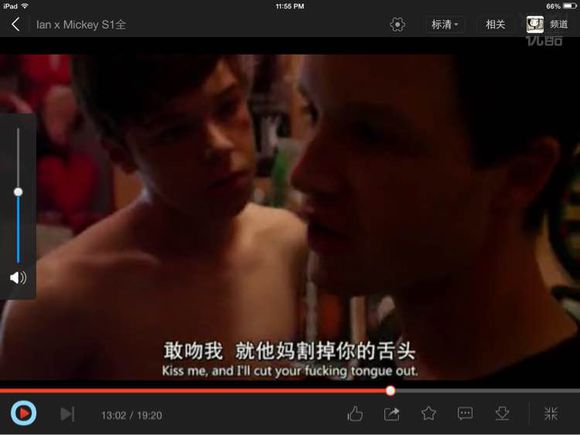 iPad
11:55 PM
66%
Ian x Mickey S1全
标清
相关
频道
优酷
敢吻我 就他妈割掉你的舌头
Kiss me, and I'll cut your fucking tongue out.
13:02 / 19:20